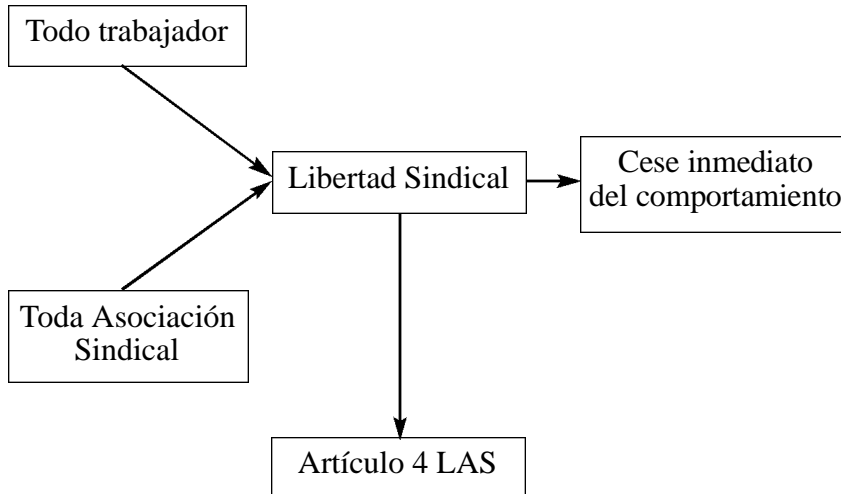 Todo trabajador
Libertad Sindical
Cese inmediato
del comportamiento
Toda Asociación
Sindical
Artículo 4 LAS